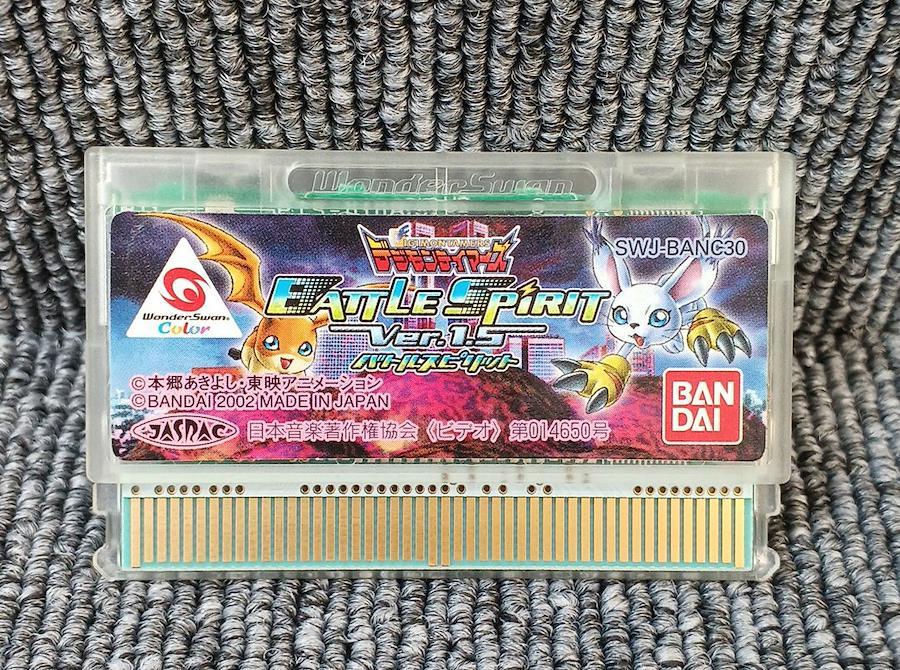 WonderSwan
DIGIMON TAMERS
デジモンテイマーズ
SWJ-BANC30
BATTLE SPIRIT
Ver.1.5
バトルスピリット
WonderSwan
Color
©本郷あきよし・東映アニメーション
©BANDAI 2002 MADE IN JAPAN
BAN
DAI
JASRAC
日本音楽著作権協会〈ビデオ〉第014650号